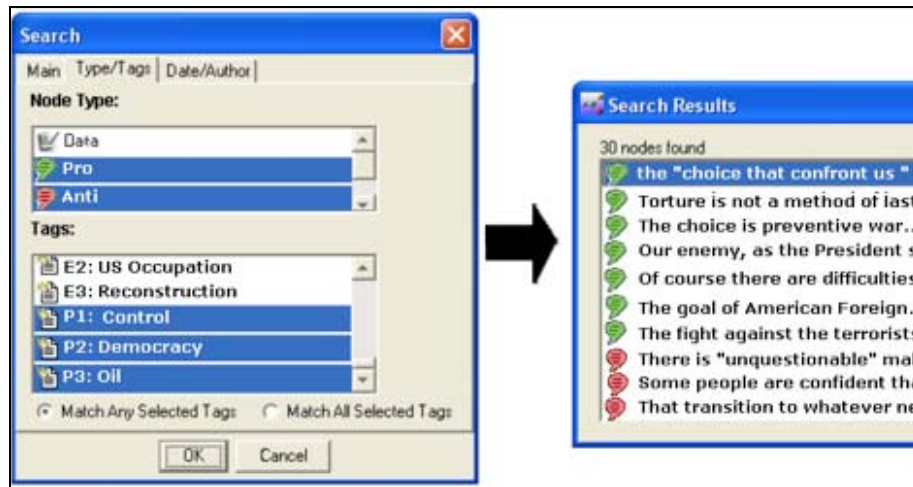 Search
Main Type/Tags Date/Author
Node Type:
Data
Pro
Anti
Tags:
E2: US Occupation
E3: Reconstruction
P1: Control
P2: Democracy
P3: Oil
Match Any Selected Tags Match All Selected Tags
OK Cancel
Search Results
30 nodes found
the "choice that confront us "
Torture is not a method of last
The choice is preventive war..
Our enemy, as the President s
Of course there are difficulties
The goal of American Foreign.
The fight against the terrorists
There is "unquestionable" mal
Some people are confident tha
That transition to whatever ne